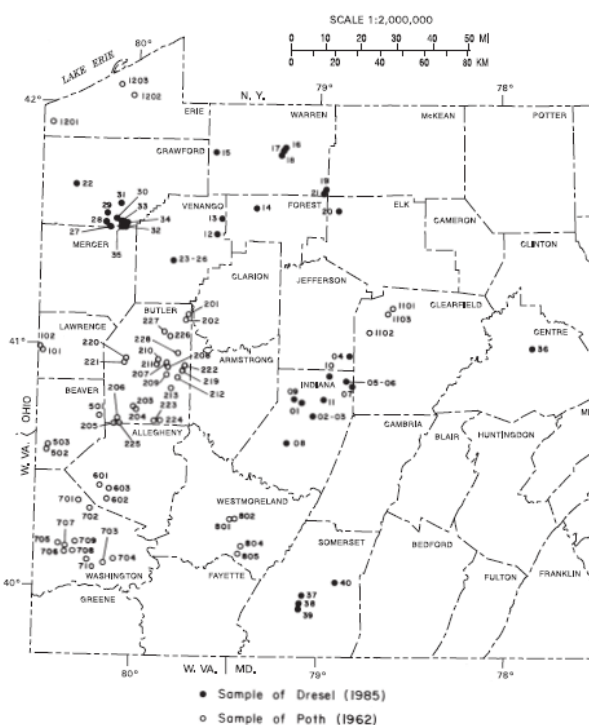 SCALE 1:2,000,000
0 10 20 30 40 50 MI
0 20 40 60 80 KM
80°
79°
78°
LAKE ERIE
42°
N. Y.
1203
1202
1201
ERIE
WARREN
McKEAN
POTTER
CRAWFORD
15
17 16
18
22
31 30
29 33
28 34
27 32
35
MERCER
VENANGO
13
12
14
19
21
FOREST
20
ELK
CAMERON
CLINTON
23-26
CLARION
JEFFERSON
CLEARFIELD
CENTRE
BUTLER
201
202
227
226
228
1101
1103
1102
LAWRENCE
41°
102
101
220
221
210
211
208
207
209
222
219
212
213
ARMSTRONG
04
10
INDIANA
05-06
07
09
01
11
02-03
08
36
BEAVER
206
203
204
223
224
501
205
225
ALLEGHENY
503
502
W. VA. OHIO
CAMBRIA
BLAIR
HUNTINGDON
601
603
602
701
702
707
703
705
709
706
708
704
710
WASHINGTON
WESTMORELAND
802
801
804
805
SOMERSET
BEDFORD
FULTON
FRANKLIN
40°
GREENE
FAYETTE
40
37
38
39
W. VA. MD.
80°
79°
78°
● Sample of Dresel (1985)
○ Sample of Poth (1962)